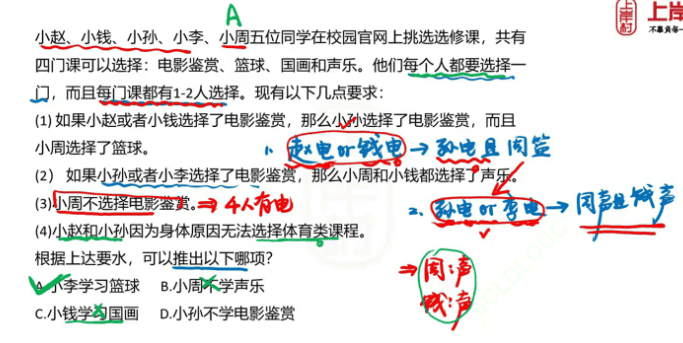 A
上岸村
上岸
不靠负每一
小赵、小钱、小孙、小李、小周五位同学在校园官网上挑选选修课，共有
四门课可以选择：电影鉴赏、篮球、国画和声乐。他们每个人都要选择一
门，而且每门课都有1-2人选择。现有以下几点要求：
(1) 如果小赵或者小钱选择了电影鉴赏，那么小孙选择了电影鉴赏，而且
小周选择了篮球。
1. 赵电or钱电→孙电且周篮
(2) 如果小孙或者小李选择了电影鉴赏，那么小周和小钱都选择了声乐。
(3)小周不选择电影鉴赏。⇒4人有电
2、孙电or李电→周声且钱声
(4)小赵和小孙因为身体原因无法选择体育类课程。
根据上达要水，可以推出以下哪项？
⇒周：声
钱：声
A.小李学习篮球 B.小周不学声乐
C.小钱学习国画 D.小孙不学电影鉴赏